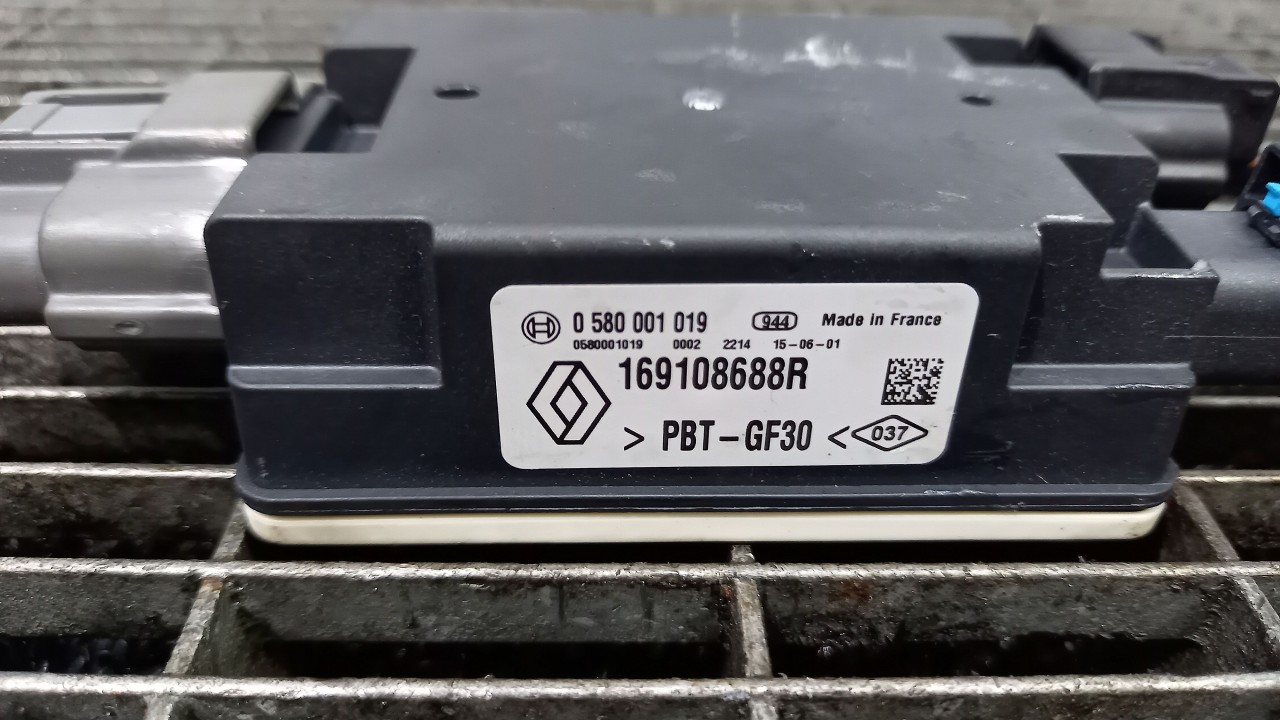 0 580 001 019 944 Made in France
0580001019 0002 2214 15-06-01
169108688R
> PBT-GF30 < 037